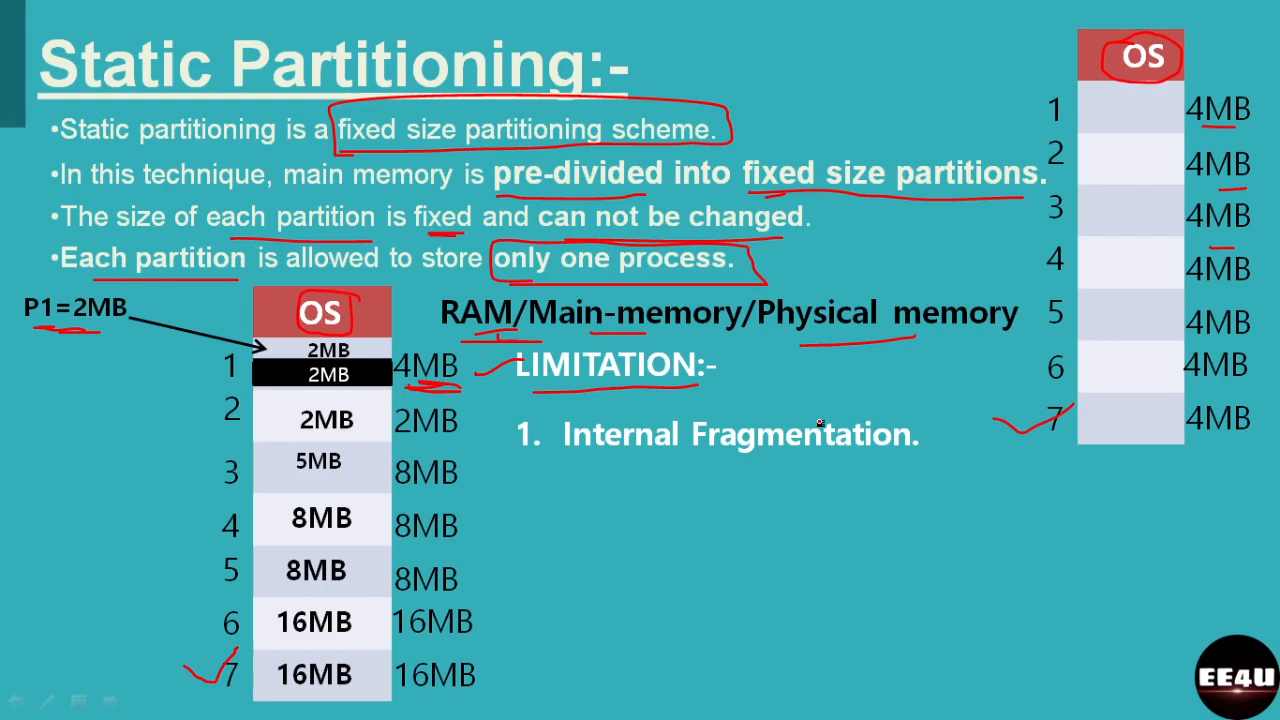 Static Partitioning:-
•Static partitioning is a fixed size partitioning scheme.
•In this technique, main memory is pre-divided into fixed size partitions.
•The size of each partition is fixed and can not be changed.
•Each partition is allowed to store only one process.
OS
1 4MB
2 4MB
3 4MB
4 4MB
5 4MB
6 4MB
7 4MB
P1=2MB
OS
2MB
1 2MB 4MB
2 2MB 2MB
3 5MB 8MB
4 8MB 8MB
5 8MB 8MB
6 16MB 16MB
7 16MB 16MB
RAM/Main-memory/Physical memory
LIMITATION:-
1. Internal Fragmentation.
EE4U